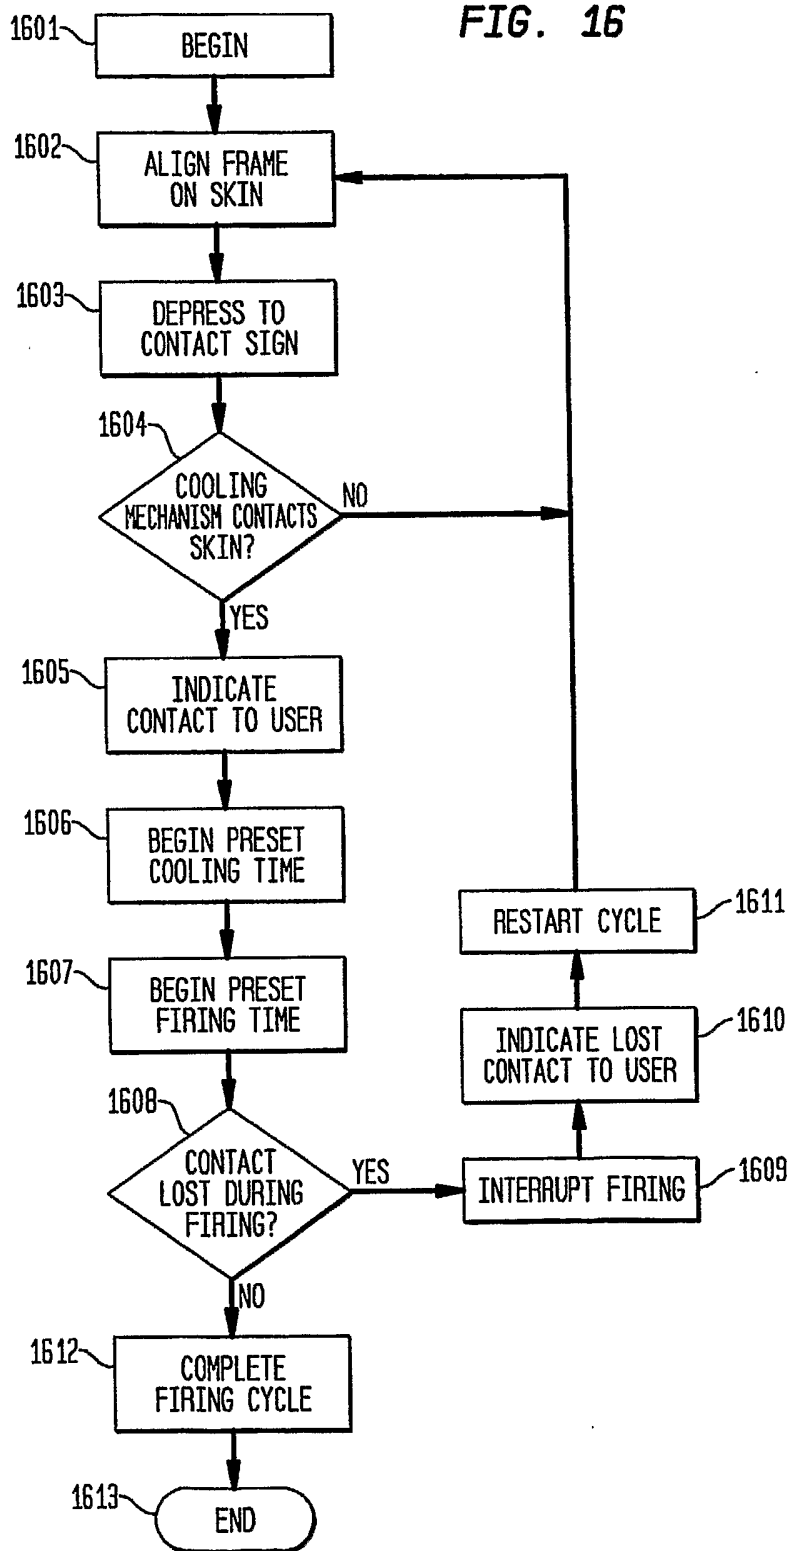 FIG. 16
1601
BEGIN
1602
ALIGN FRAME
ON SKIN
1603
DEPRESS TO
CONTACT SIGN
1604
COOLING
MECHANISM CONTACTS
SKIN?
NO
YES
1605
INDICATE
CONTACT TO USER
1606
BEGIN PRESET
COOLING TIME
1607
BEGIN PRESET
FIRING TIME
1608
CONTACT
LOST DURING
FIRING?
YES
NO
INTERRUPT FIRING
1609
INDICATE LOST
CONTACT TO USER
1610
RESTART CYCLE
1611
1612
COMPLETE
FIRING CYCLE
1613
END